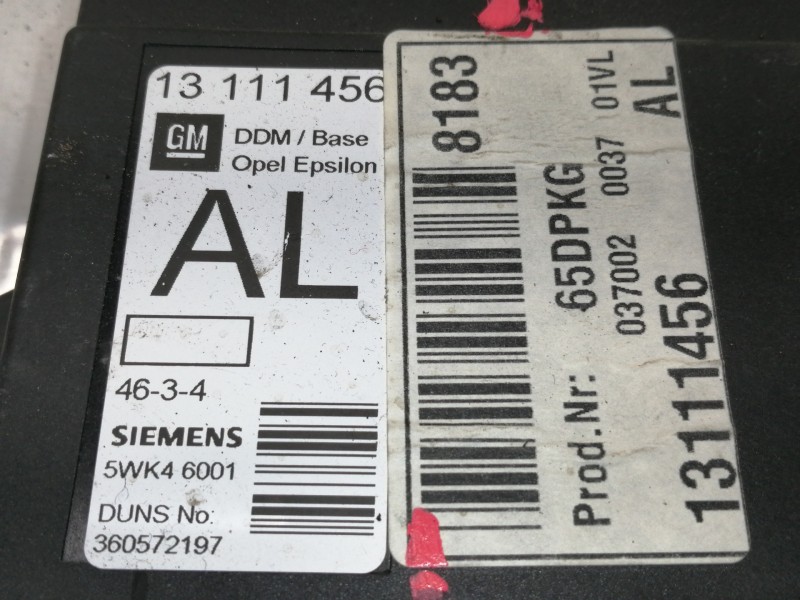 13 111 456
GM
DDM / Base
Opel Epsilon
AL
46-3-4
SIEMENS
5WK4 6001
DUNS No:
360572197
8183
Prod.Nr: 65DPKG
037002 0037 01VL
13111456 AL